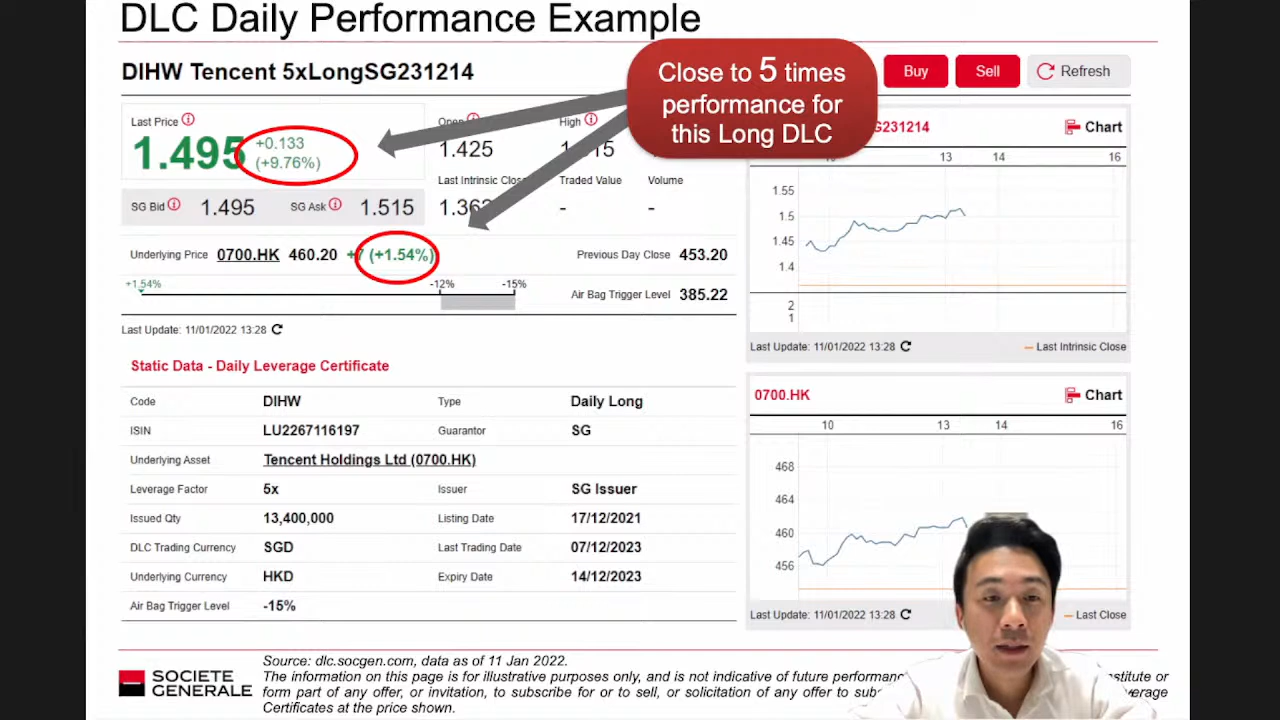 DLC Daily Performance Example
DIHW Tencent 5xLongSG231214
Close to 5 times
performance for
this Long DLC
Buy
Sell
Refresh
Last Price
1.495
+0.133
(+9.76%)
1.425
High
Last Intrinsic
Traded Value
Volume
-
-
SG Bid
1.495
SG Ask
1.515
Underlying Price
0700.HK
460.20
+7 (+1.54%)
Previous Day Close
453.20
+1.54%
-12%
-15%
Air Bag Trigger Level
385.22
Last Update: 11/01/2022 13:28
Static Data - Daily Leverage Certificate
Code
DIHW
Type
Daily Long
ISIN
LU2267116197
Guarantor
SG
Underlying Asset
Tencent Holdings Ltd (0700.HK)
Leverage Factor
5x
Issuer
SG Issuer
Issued Qty
13,400,000
Listing Date
17/12/2021
DLC Trading Currency
SGD
Last Trading Date
07/12/2023
Underlying Currency
HKD
Expiry Date
14/12/2023
Air Bag Trigger Level
-15%
G231214
Chart
13
14
16
1.55
1.5
1.45
1.4
2
1
Last Update: 11/01/2022 13:28
Last Intrinsic Close
0700.HK
Chart
10
13
14
16
468
464
460
456
Last Update: 11/01/2022 13:28
Last Close
SOCIETE
GENERALE
Source: dlc.socgen.com, data as of 11 Jan 2022.
The information on this page is for illustrative purposes only, and is not indicative of future performanc
stitute or
form part of any offer, or invitation, to subscribe for or to sell, or solicitation of any offer to subs
verage
Certificates at the price shown.